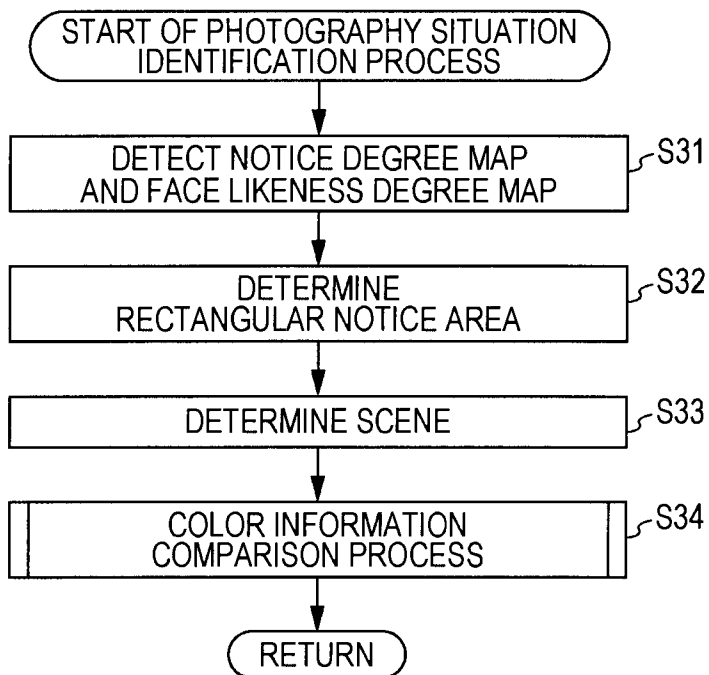 START OF PHOTOGRAPHY SITUATION
IDENTIFICATION PROCESS
DETECT NOTICE DEGREE MAP
AND FACE LIKENESS DEGREE MAP
S31
DETERMINE
RECTANGULAR NOTICE AREA
S32
DETERMINE SCENE
S33
COLOR INFORMATION
COMPARISON PROCESS
S34
RETURN